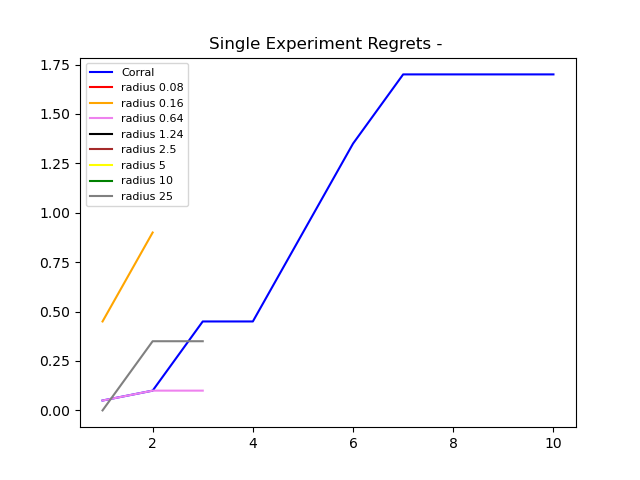 Single Experiment Regrets -
1.75
1.50
1.25
1.00
0.75
0.50
0.25
0.00
Corral
radius 0.08
radius 0.16
radius 0.64
radius 1.24
radius 2.5
radius 5
radius 10
radius 25
2 4 6 8 10